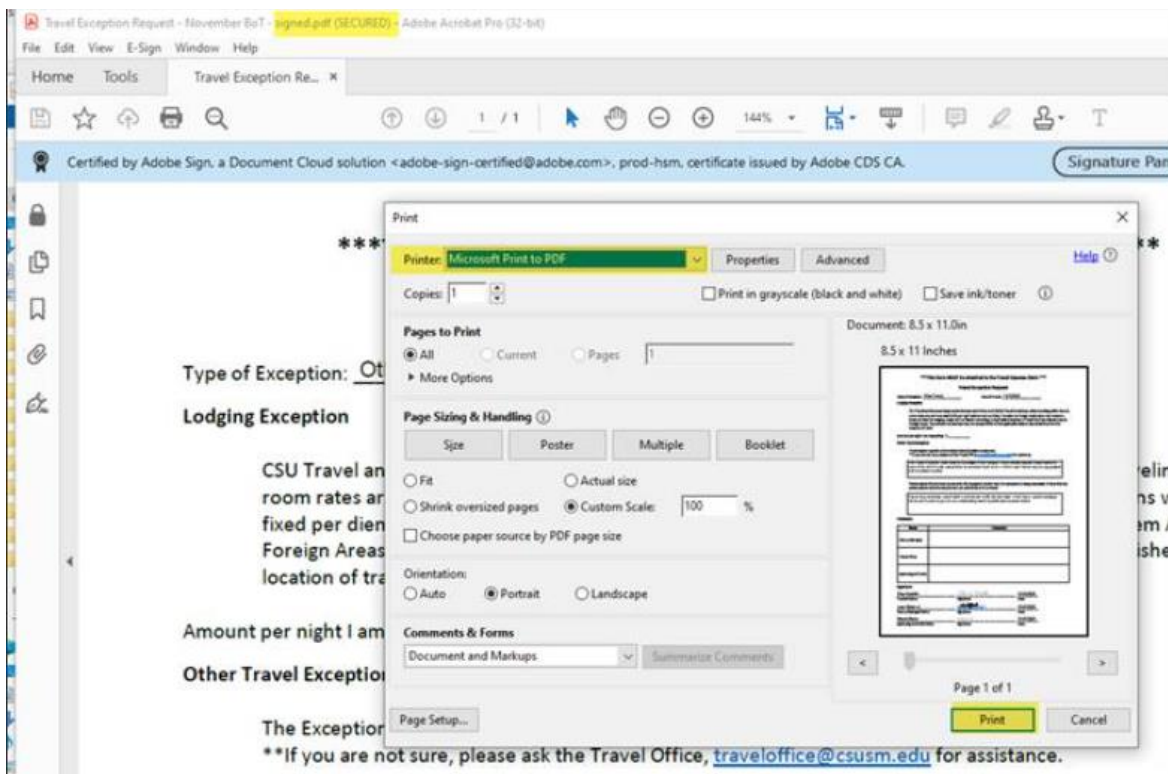 Travel Exception Request - November BoT - signed.pdf (SECURED) - Adobe Acrobat Pro (32-bit)
File Edit View E-Sign Window Help
Home Tools Travel Exception Re... ×
1 / 1 144%
Certified by Adobe Sign, a Document Cloud solution <adobe-sign-certified@adobe.com>, prod-hsm, certificate issued by Adobe CDS CA. Signature Pan
Print ×
*** **
Printer: Microsoft Print to PDF Properties Advanced Help
Copies: 1 Print in grayscale (black and white) Save ink/toner
Pages to Print Document: 8.5 x 11.0in
All Current Pages 1 8.5 x 11 Inches
More Options
Type of Exception: Ot
Lodging Exception
Page Sizing & Handling
Size Poster Multiple Booklet
CSU Travel an
Fit Actual size
room rates ar
Shrink oversized pages Custom Scale: 100 %
fixed per dien
Choose paper source by PDF page size
Foreign Areas
location of tra
Orientation:
Auto Portrait Landscape
Amount per night I am
Comments & Forms
Document and Markups Summarize Comments
Other Travel Exception
< >
Page 1 of 1
Page Setup... Print Cancel
The Exception
**If you are not sure, please ask the Travel Office, traveloffice@csusm.edu for assistance.